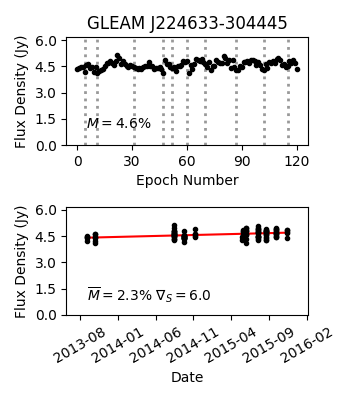 GLEAM J224633-304445
Flux Density (Jy)
6.0
4.5
3.0
1.5
0.0
M = 4.6%
0 30 60 90 120
Epoch Number
Flux Density (Jy)
6.0
4.5
3.0
1.5
0.0
M̅ = 2.3% ∇S = 6.0
2013-08 2014-01 2014-06 2014-11 2015-04 2015-09 2016-02
Date